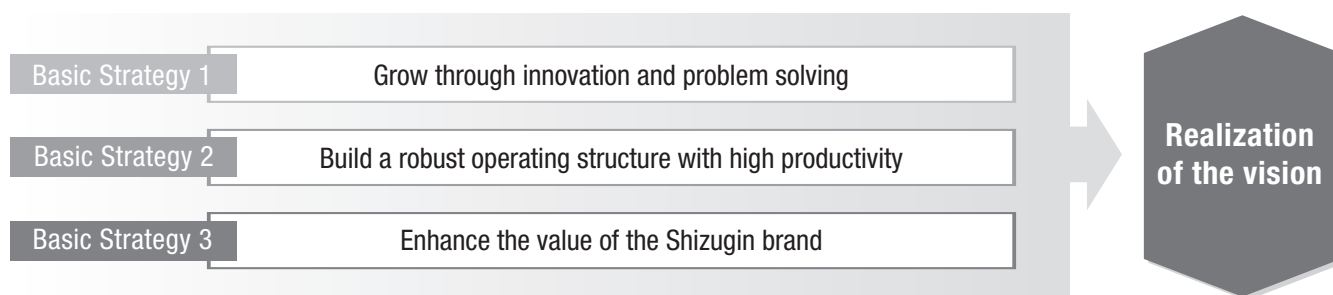 Basic Strategy 1
Grow through innovation and problem solving
Basic Strategy 2
Build a robust operating structure with high productivity
Basic Strategy 3
Enhance the value of the Shizugin brand
Realization
of the vision